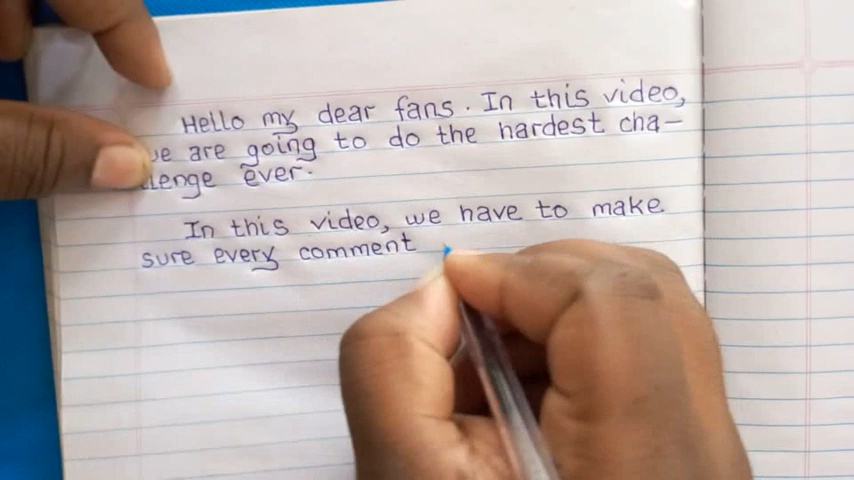 Hello my dear fans. In this video,
we are going to do the hardest cha-
llenge ever.
In this video, we have to make
sure every comment